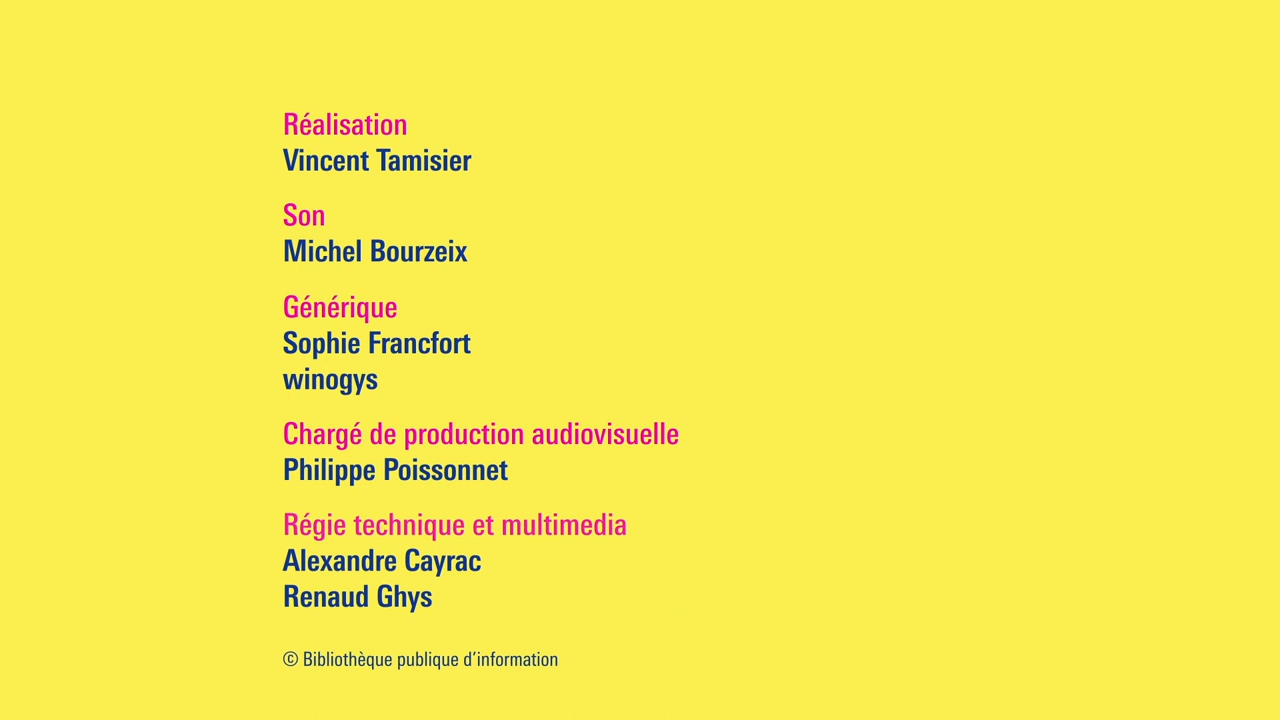 Réalisation
Vincent Tamisier
Son
Michel Bourzeix
Générique
Sophie Francfort
winogys
Chargé de production audiovisuelle
Philippe Poissonnet
Régie technique et multimedia
Alexandre Cayrac
Renaud Ghys
© Bibliothèque publique d’information